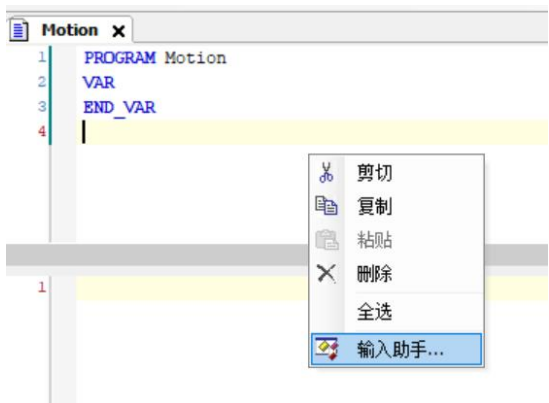 Motion
1 PROGRAM Motion
2 VAR
3 END_VAR
4
剪切
复制
粘贴
删除
全选
输入助手...
1